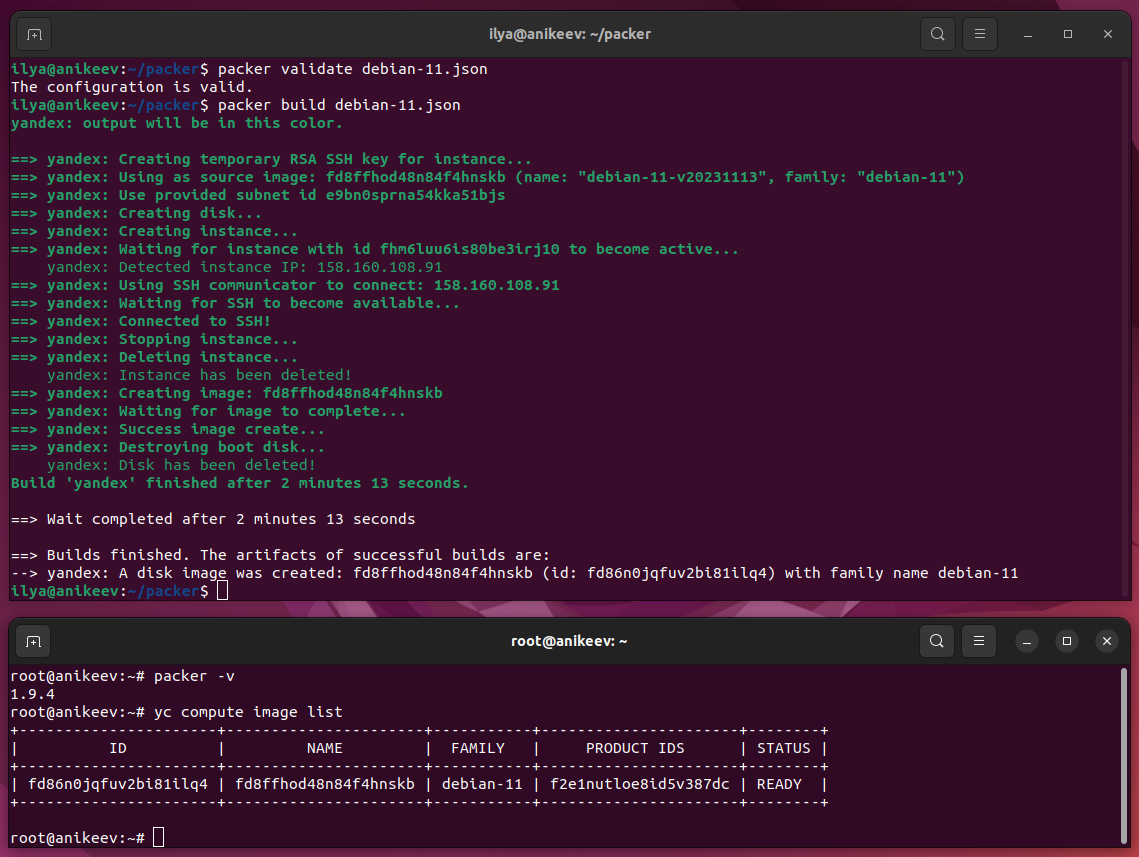 ilya@anikeev: ~/packer
ilya@anikeev:~/packer$ packer validate debian-11.json
The configuration is valid.
ilya@anikeev:~/packer$ packer build debian-11.json
yandex: output will be in this color.

==> yandex: Creating temporary RSA SSH key for instance...
==> yandex: Using as source image: fd8ffhod48n84f4hnskb (name: "debian-11-v20231113", family: "debian-11")
==> yandex: Use provided subnet id e9bn0sprna54kka51bjs
==> yandex: Creating disk...
==> yandex: Creating instance...
==> yandex: Waiting for instance with id fhm6luu6is80be3irj10 to become active...
    yandex: Detected instance IP: 158.160.108.91
==> yandex: Using SSH communicator to connect: 158.160.108.91
==> yandex: Waiting for SSH to become available...
==> yandex: Connected to SSH!
==> yandex: Stopping instance...
==> yandex: Deleting instance...
    yandex: Instance has been deleted!
==> yandex: Creating image: fd8ffhod48n84f4hnskb
==> yandex: Waiting for image to complete...
==> yandex: Success image create...
==> yandex: Destroying boot disk...
    yandex: Disk has been deleted!
Build 'yandex' finished after 2 minutes 13 seconds.

==> Wait completed after 2 minutes 13 seconds

==> Builds finished. The artifacts of successful builds are:
--> yandex: A disk image was created: fd8ffhod48n84f4hnskb (id: fd86n0jqfuv2bi81ilq4) with family name debian-11
ilya@anikeev:~/packer$
root@anikeev: ~
root@anikeev:~# packer -v
1.9.4
root@anikeev:~# yc compute image list
+----------------------+----------------------+-----------+----------------------+--------+
|          ID          |         NAME         |  FAMILY   |     PRODUCT IDS      | STATUS |
+----------------------+----------------------+-----------+----------------------+--------+
| fd86n0jqfuv2bi81ilq4 | fd8ffhod48n84f4hnskb | debian-11 | f2e1nutloe8id5v387dc | READY  |
+----------------------+----------------------+-----------+----------------------+--------+

root@anikeev:~#